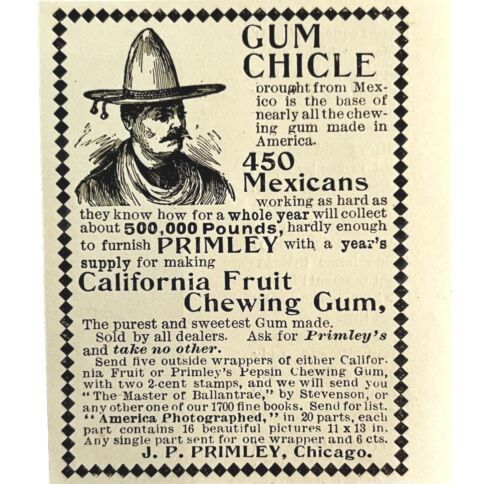 GUM
CHICLE
brought from Mex-
ico is the base of
nearly all the chew-
ing gum made in
America.
450
Mexicans
working as hard as
they know how for a whole year will collect
about 500,000 Pounds, hardly enough
to furnish PRIMLEY with a year's
supply for making
California Fruit
Chewing Gum,
The purest and sweetest Gum made.
Sold by all dealers. Ask for Primley's
and take no other.
Send five outside wrappers of either Califor-
nia Fruit or Primley's Pepsin Chewing Gum,
with two 2-cent stamps, and we will send you
"The Master of Ballantrae," by Stevenson, or
any other one of our 1700 fine books. Send for list.
"America Photographed," in 20 parts, each
part contains 16 beautiful pictures 11 x 13 in.
Any single part sent for one wrapper and 6 cts.
J. P. PRIMLEY, Chicago.